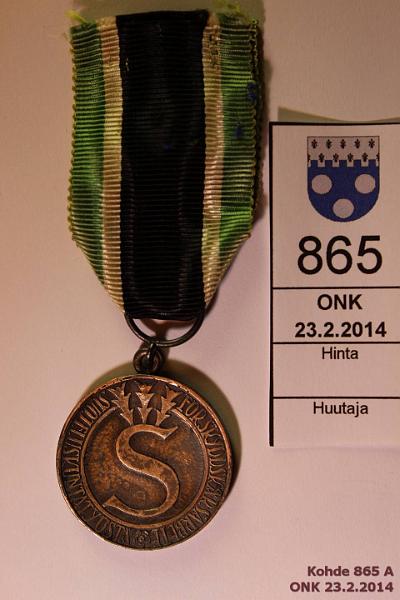 865
ONK
23.2.2014
Hinta
Huutaja
S
Kohde 865 A
ONK 23.2.2014